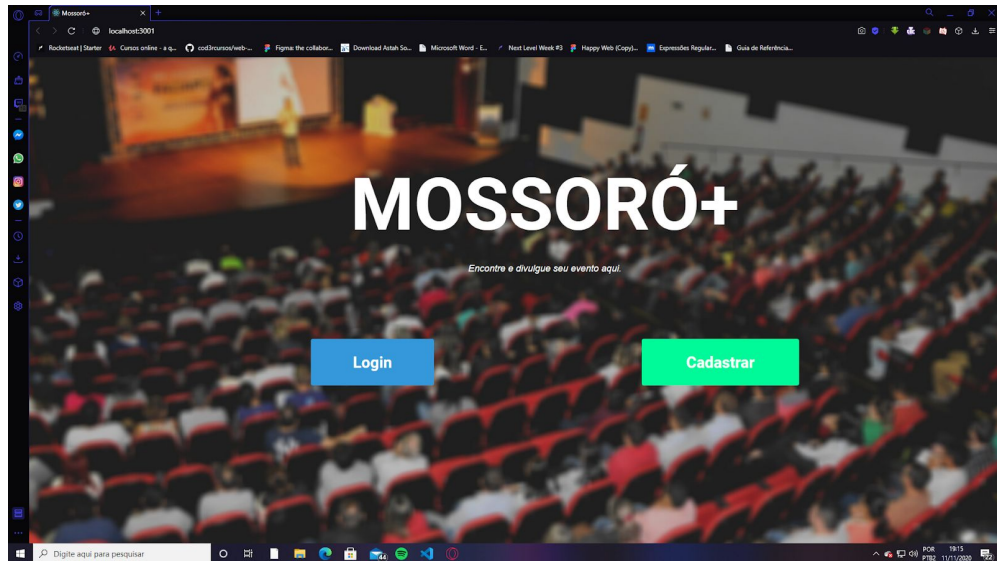 Mossoró+
localhost:3001
Rocketseat | Starter
Cursos online - a q...
cod3rcursos/web-...
Figma: the collabor...
Download Astah So...
Microsoft Word - E...
Next Level Week #3
Happy Web (Copy)...
Expressões Regular...
Guia de Referência...
MOSSORÓ+
Encontre e divulgue seu evento aqui.
Login
Cadastrar
Digite aqui para pesquisar
44
POR
PTB2
19:15
11/11/2020
22